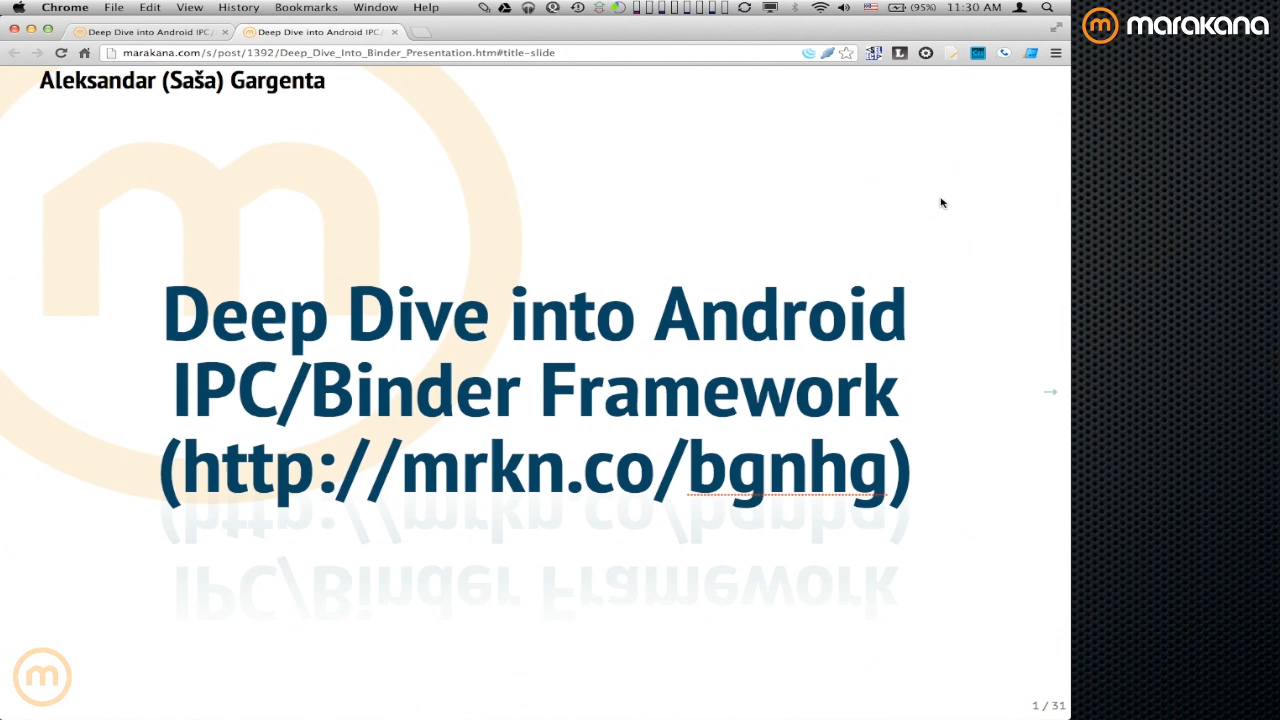 Chrome File Edit View History Bookmarks Window Help (95%) 11:30 AM
marakana
Deep Dive into Android IPC/ × Deep Dive into Android IPC/ ×
marakana.com/s/post/1392/Deep_Dive_Into_Binder_Presentation.htm#title-slide
Aleksandar (Saša) Gargenta
Deep Dive into Android
IPC/Binder Framework
(http://mrkn.co/bgnhg)
1 / 31